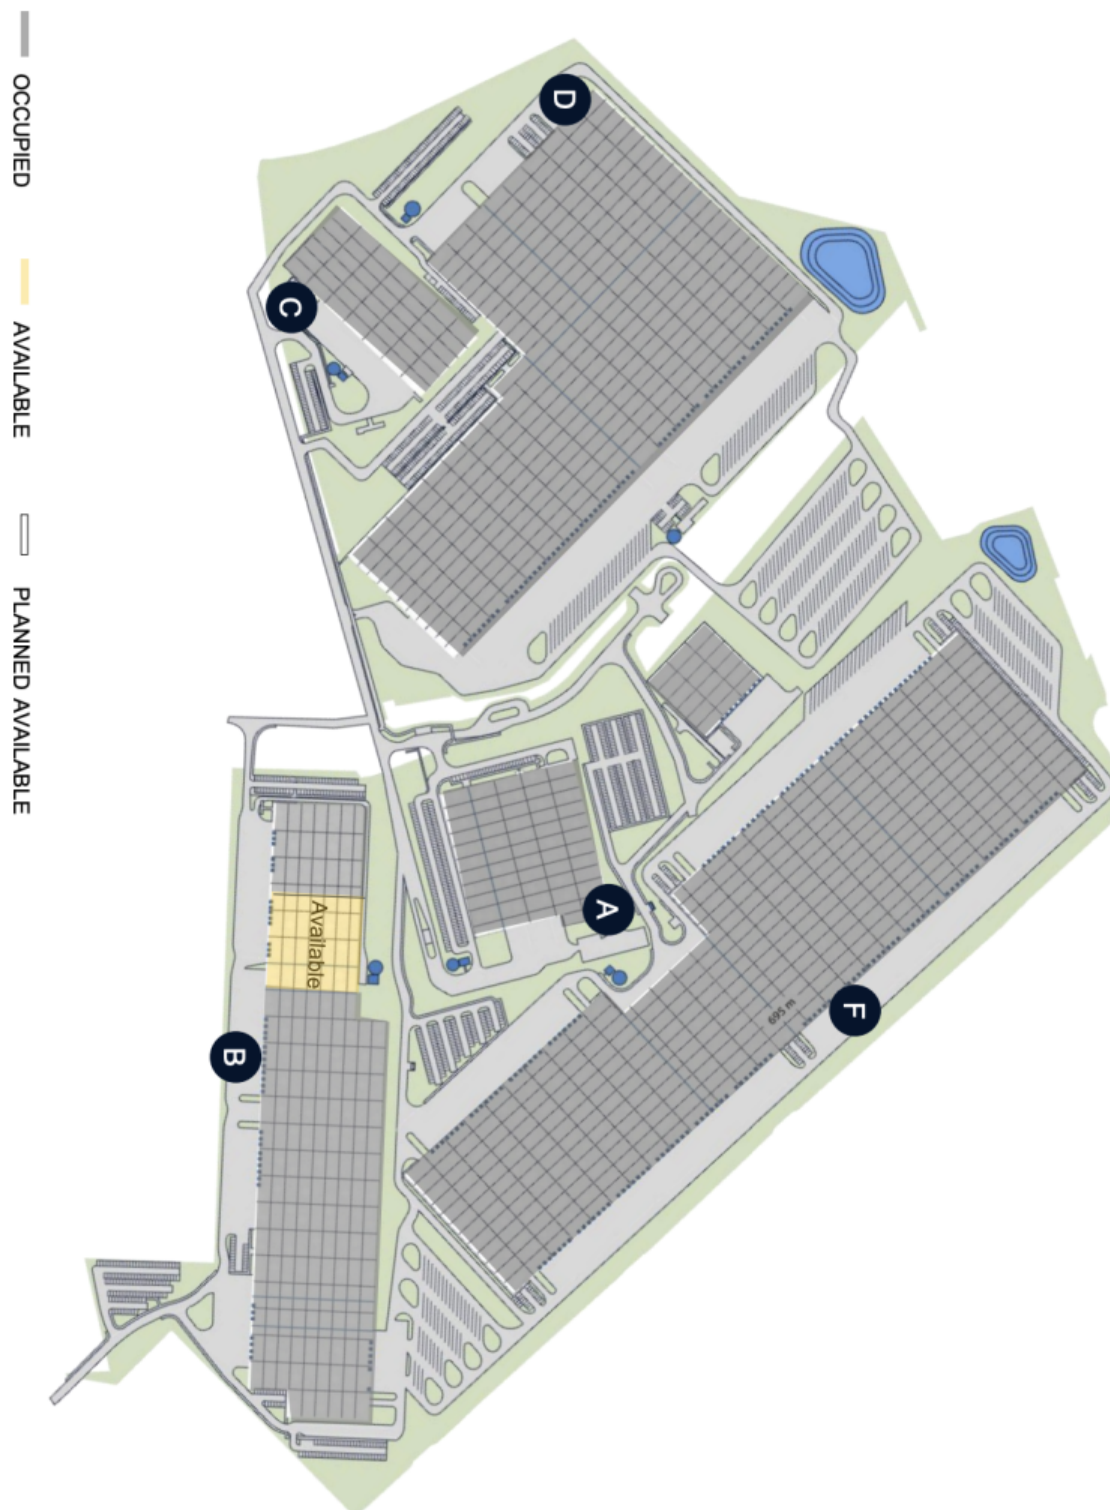 OCCUPIED
AVAILABLE
PLANNED AVAILABLE
D
C
A
Available
F
695 m
B